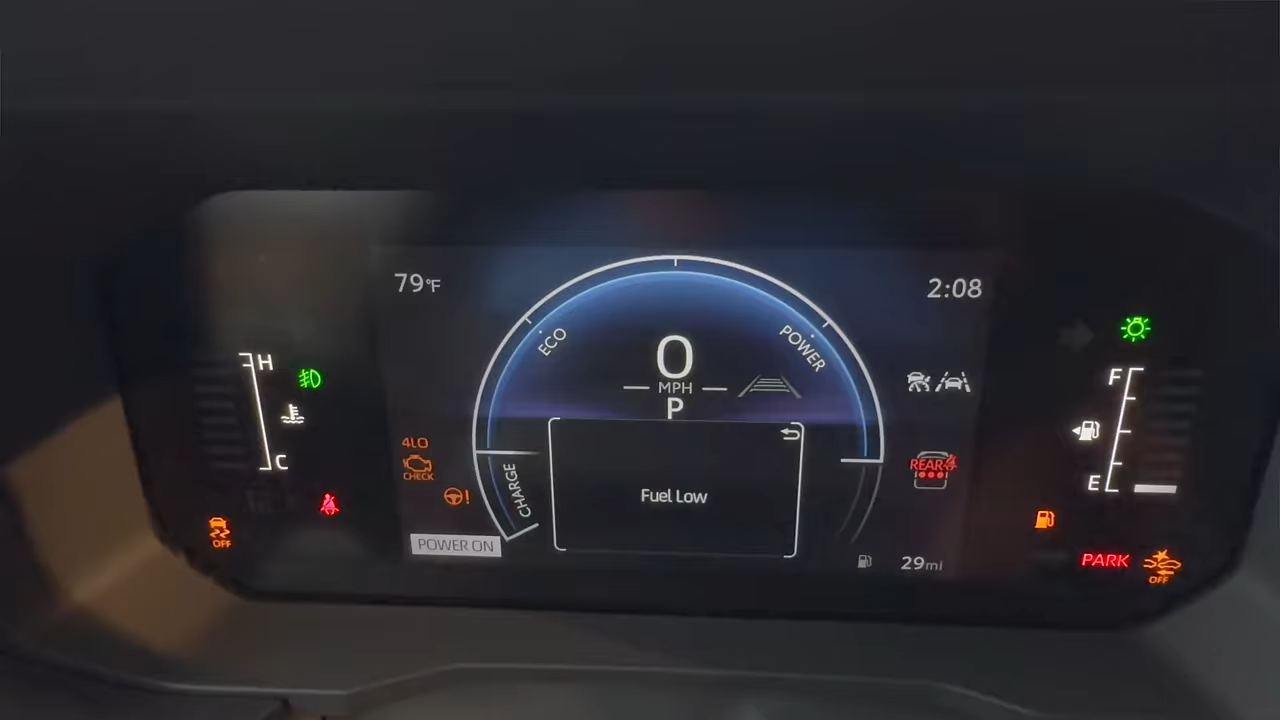 79°F
2:08
ECO
POWER
0
MPH
P
H
C
F
E
4LO
CHECK
CHARGE
REAR
Fuel Low
!
OFF
POWER ON
29mi
PARK
OFF